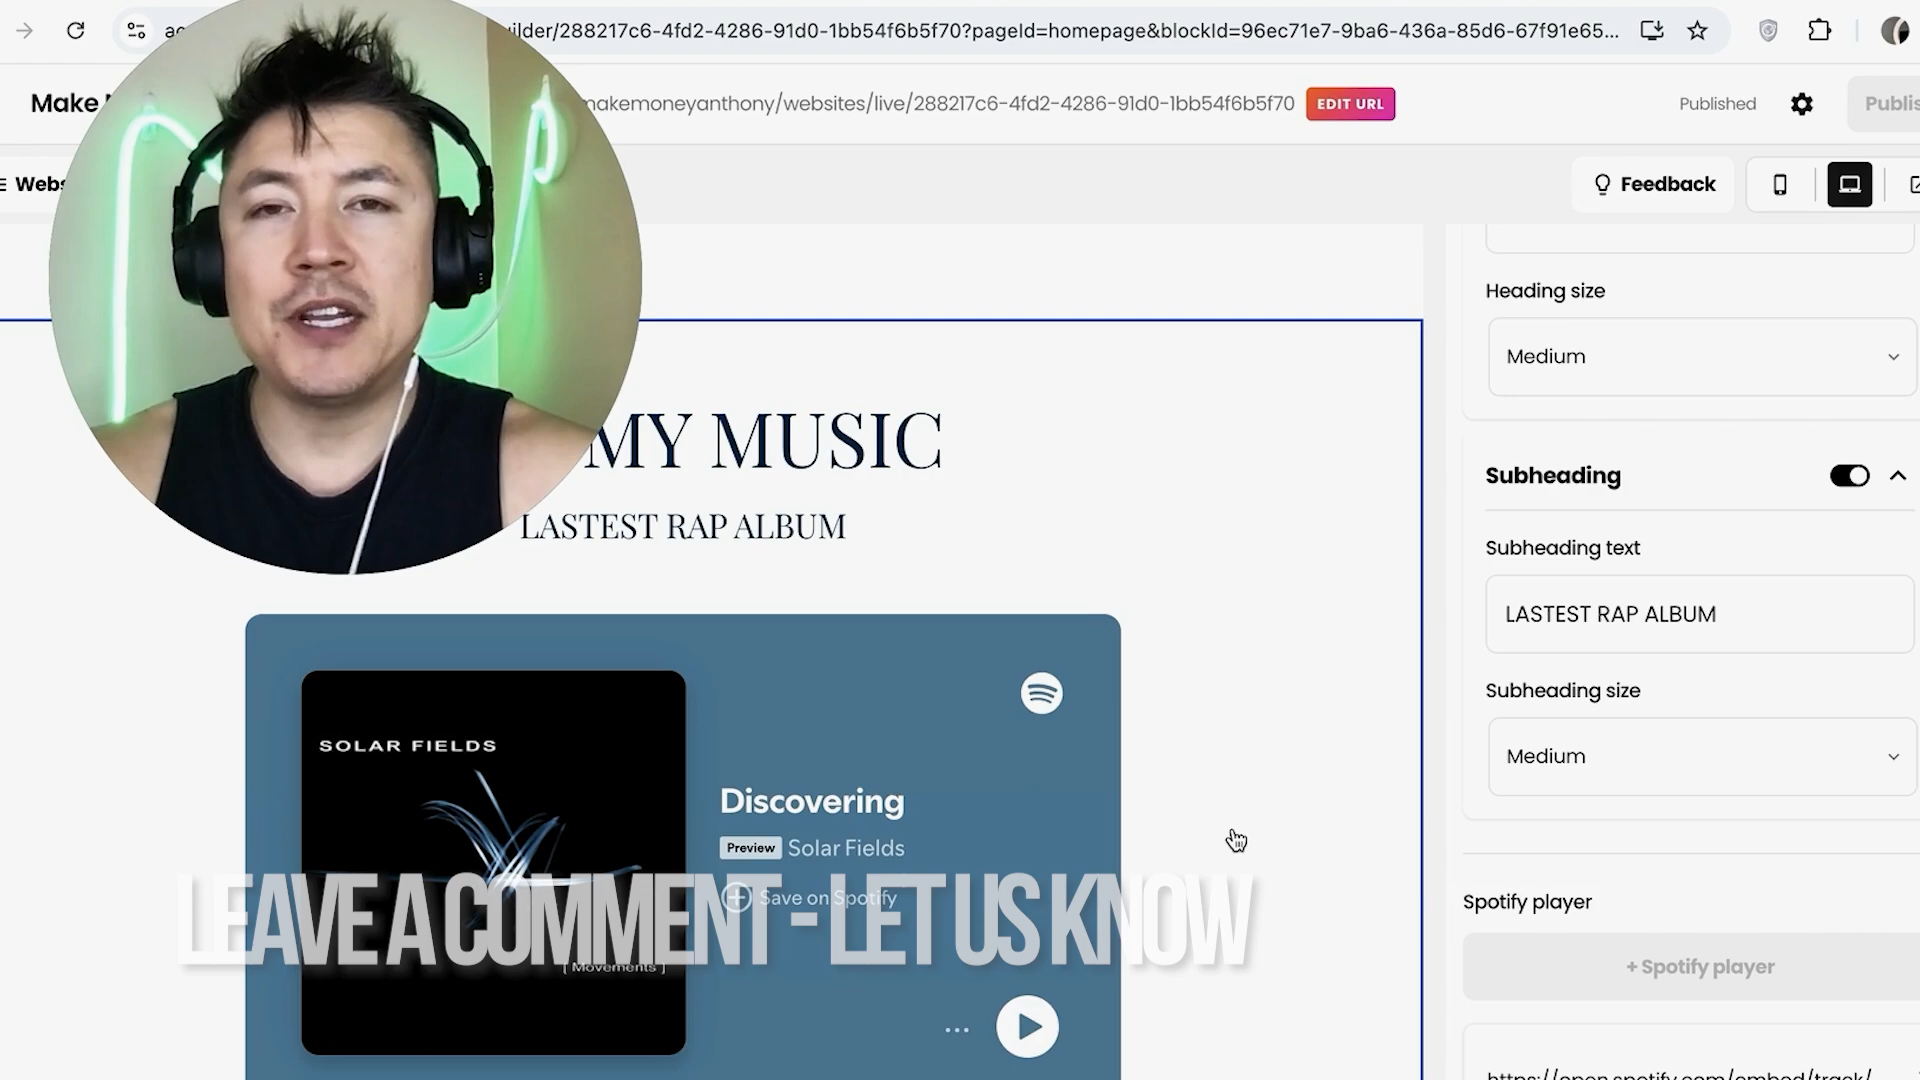 ilder/288217c6-4fd2-4286-91d0-1bb54f6b5f70?pageId=homepage&blockId=96ec71e7-9ba6-436a-85d6-67f91e65...
Make
makemoneyanthony/websites/live/288217c6-4fd2-4286-91d0-1bb54f6b5f70
EDIT URL
Published
Publis
Webs
Feedback
Heading size
Medium
MY MUSIC
Subheading
LASTEST RAP ALBUM
Subheading text
LASTEST RAP ALBUM
Subheading size
Medium
SOLAR FIELDS
Discovering
Preview Solar Fields
Save on Spotify
LEAVE A COMMENT - LET US KNOW
[ Movements ]
Spotify player
+ Spotify player
https://open.spotify.com/embed/track/